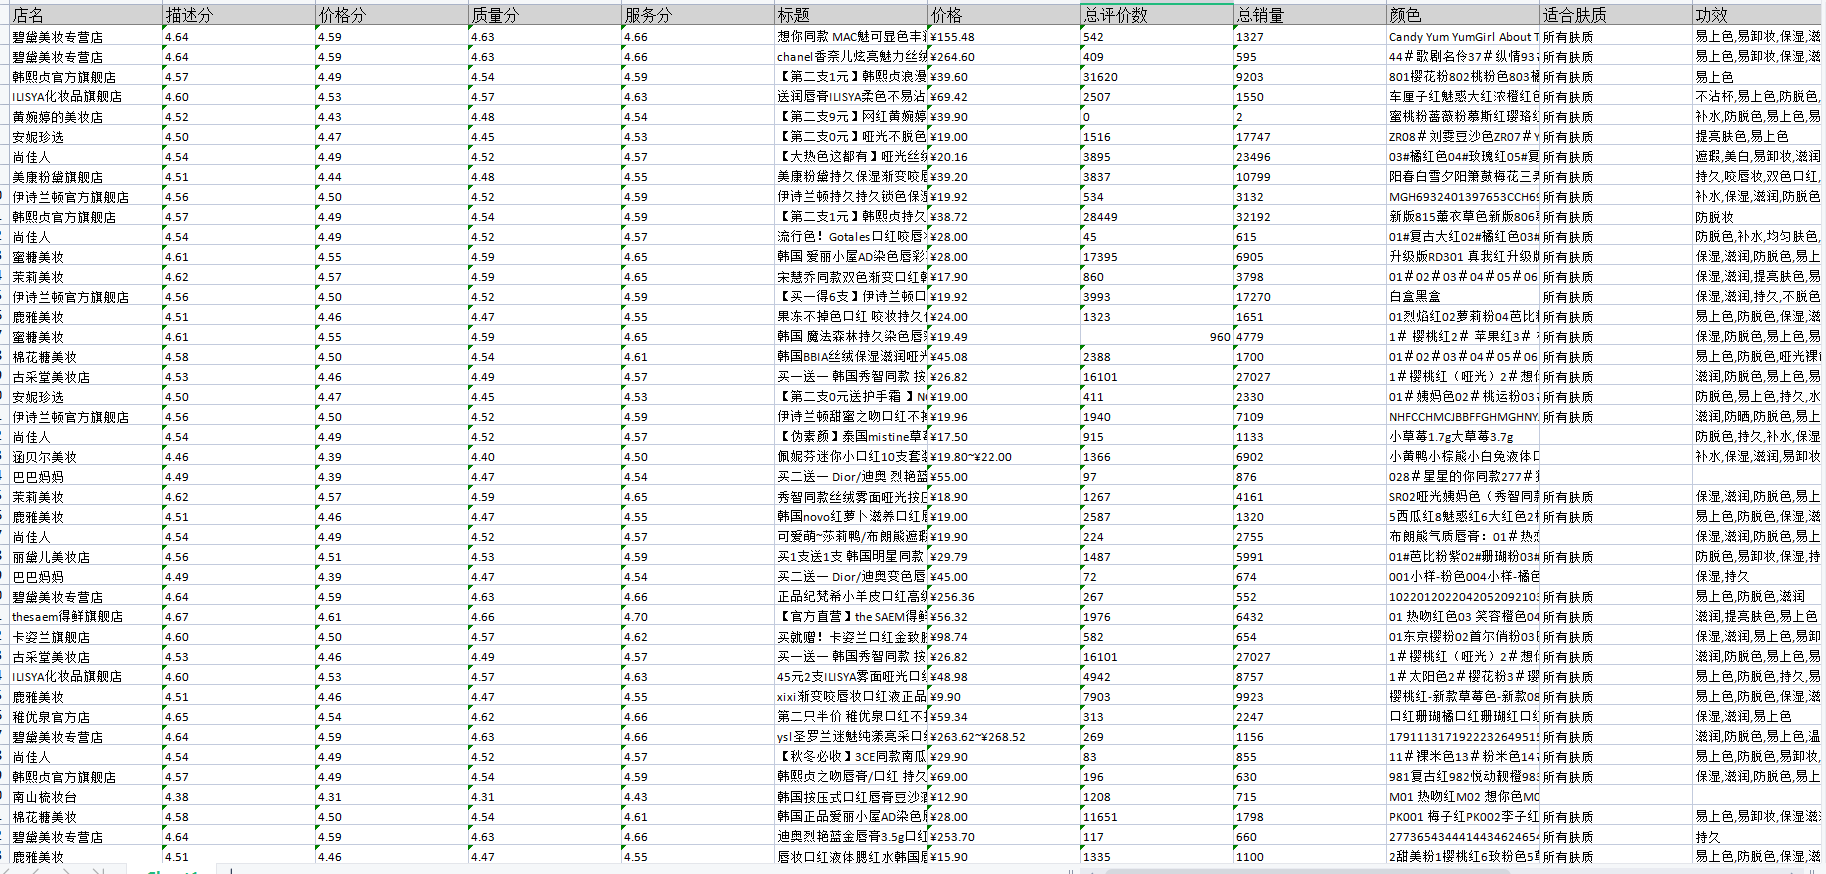 店名 描述分 价格分 质量分 服务分 标题 价格 总评价数 总销量 颜色 适合肤质 功效
碧黛美妆专营店 4.64 4.59 4.63 4.66 想你同款 MAC魅可显色丰 ¥155.48 542 1327 Candy Yum YumGirl About T 所有肤质 易上色,易卸妆,保湿,滋
碧黛美妆专营店 4.64 4.59 4.63 4.66 chanel香奈儿炫亮魅力丝 ¥264.60 409 595 44#歌剧名伶37#纵情93 所有肤质 易上色,易卸妆,保湿,滋
韩熙贞官方旗舰店 4.57 4.49 4.54 4.59 【第二支1元】韩熙贞浪漫 ¥39.60 31620 9203 801樱花粉802桃粉色803 所有肤质 易上色
ILISYA化妆品旗舰店 4.60 4.53 4.57 4.63 送润唇膏ILISYA柔色不易沾 ¥69.42 2507 1550 车厘子红魅惑大红浓橙红色 所有肤质 不沾杯,易上色,防脱色,
黄婉婷的美妆店 4.52 4.43 4.48 4.54 【第二支9元】网红黄婉婷 ¥39.90 0 2 蜜桃粉蔷薇粉慕斯红璎珞红 所有肤质 补水,防脱色,易上色,易
安妮珍选 4.50 4.47 4.45 4.53 【第二支0元】哑光不脱色 ¥19.00 1516 17747 ZR08#刘雯豆沙色ZR07# 所有肤质 提亮肤色,易上色
尚佳人 4.54 4.49 4.52 4.57 【大热色这都有】哑光丝绒 ¥20.16 3895 23496 03#橘红色04#玫瑰红05#复 所有肤质 遮瑕,美白,易卸妆,滋润
美康粉黛旗舰店 4.51 4.44 4.48 4.55 美康粉黛持久保湿渐变咬唇 ¥39.20 3837 10799 阳春白雪夕阳箫鼓梅花三弄 所有肤质 持久,咬唇妆,双色口红,
伊诗兰顿官方旗舰店 4.56 4.50 4.52 4.59 伊诗兰顿持久持久锁色保湿 ¥19.92 534 3132 MGH6932401397653CCH69 所有肤质 补水,保湿,滋润,防脱色
韩熙贞官方旗舰店 4.57 4.49 4.54 4.59 【第二支1元】韩熙贞持久 ¥38.72 28449 32192 新版815薰衣草色新版806 所有肤质 防脱妆
尚佳人 4.54 4.49 4.52 4.57 流行色！Gotales口红咬唇 ¥28.00 45 615 01#复古大红02#橘红色03# 所有肤质 防脱色,补水,均匀肤色,
蜜糖美妆 4.61 4.55 4.59 4.65 韩国 爱丽小屋AD染色唇彩 ¥28.00 17395 6905 升级版RD301 真我红升级版 所有肤质 保湿,滋润,防脱色,易上
茉莉美妆 4.62 4.57 4.59 4.65 宋慧乔同款双色渐变口红韩 ¥17.90 860 3798 01#02#03#04#05#06 所有肤质 保湿,滋润,提亮肤色,易
伊诗兰顿官方旗舰店 4.56 4.50 4.52 4.59 【买一得6支】伊诗兰顿口 ¥19.92 3993 17270 白盒黑盒 所有肤质 保湿,滋润,持久,不脱色
鹿雅美妆 4.51 4.46 4.47 4.55 果冻不掉色口红 咬妆持久 ¥24.00 1323 1651 01烈焰红02萝莉粉04芭比 所有肤质 易上色,防脱色,保湿,滋
蜜糖美妆 4.61 4.55 4.59 4.65 韩国 魔法森林持久染色唇 ¥19.49 960 4779 1# 樱桃红2# 苹果红3# 所有肤质 保湿,防脱色,易上色,易
棉花糖美妆 4.58 4.50 4.54 4.61 韩国BBIA丝绒保湿滋润哑光 ¥45.08 2388 1700 01#02#03#04#05#06 所有肤质 易上色,防脱色,哑光裸
古采堂美妆店 4.53 4.46 4.49 4.57 买一送一 韩国秀智同款 按 ¥26.82 16101 27027 1#樱桃红（哑光）2#想你 所有肤质 滋润,防脱色,易上色,易
安妮珍选 4.50 4.47 4.45 4.53 【第二支0元送护手霜 】N ¥19.00 411 2330 01#姨妈色02#桃运粉03 所有肤质 防脱色,易上色,持久,水
伊诗兰顿官方旗舰店 4.56 4.50 4.52 4.59 伊诗兰顿甜蜜之吻口红不掉 ¥19.96 1940 7109 NHFCCHMCJBBFFGHMGHNY 所有肤质 滋润,防晒,防脱色,易上
尚佳人 4.54 4.49 4.52 4.57 【伪素颜】泰国mistine草莓 ¥17.50 915 1133 小草莓1.7g大草莓3.7g 防脱色,持久,补水,保湿
涵贝尔美妆 4.46 4.39 4.40 4.50 佩妮芬迷你小口红10支套装 ¥19.80~¥22.00 1366 6902 小黄鸭小棕熊小白兔液体口 补水,保湿,滋润,易卸妆
巴巴妈妈 4.49 4.39 4.47 4.54 买二送一 Dior/迪奥 烈艳蓝 ¥55.00 97 876 028#星星的你同款277#
茉莉美妆 4.62 4.57 4.59 4.65 秀智同款丝绒雾面哑光按压 ¥18.90 1267 4161 SR02哑光姨妈色（秀智同款 所有肤质 保湿,滋润,防脱色,易上
鹿雅美妆 4.51 4.46 4.47 4.55 韩国novo红萝卜滋养口红唇 ¥19.00 2587 1320 5西瓜红8魅惑红6大红色2 所有肤质 易上色,防脱色,保湿,滋
尚佳人 4.54 4.49 4.52 4.57 可爱萌~莎莉鸭/布朗熊遮瑕 ¥19.90 224 2755 布朗熊气质唇膏：01#热 保湿,滋润,防脱色,易上
丽黛儿美妆店 4.56 4.51 4.53 4.59 买1支送1支 韩国明星同款 ¥29.79 1487 5991 01#芭比粉紫02#珊瑚粉03# 所有肤质 防脱色,易卸妆,保湿,持
巴巴妈妈 4.49 4.39 4.47 4.54 买二送一 Dior/迪奥变色唇 ¥45.00 72 674 001小样-粉色004小样-橘色 保湿,持久
碧黛美妆专营店 4.64 4.59 4.63 4.66 正品纪梵希小羊皮口红高级 ¥256.36 267 552 1022012022042052092103 所有肤质 易上色,防脱色,滋润
thesaem得鲜旗舰店 4.67 4.61 4.66 4.70 【官方直营】the SAEM得鲜 ¥56.32 1976 6432 01 热吻红色03 笑容橙色04 所有肤质 滋润,提亮肤色,易上色
卡姿兰旗舰店 4.60 4.50 4.57 4.62 买就赠！卡姿兰口红金致胭 ¥98.74 582 654 01东京樱粉02首尔俏粉03 所有肤质 保湿,滋润,易上色,易卸
古采堂美妆店 4.53 4.46 4.49 4.57 买一送一 韩国秀智同款 按 ¥26.82 16101 27027 1#樱桃红（哑光）2#想你 所有肤质 滋润,防脱色,易上色,易
ILISYA化妆品旗舰店 4.60 4.53 4.57 4.63 45元2支ILISYA雾面哑光口红 ¥48.98 4942 8757 1#太阳色2#樱花粉3#樱 所有肤质 易上色,防脱色,持久,易
鹿雅美妆 4.51 4.46 4.47 4.55 xixi渐变咬唇妆口红液正品 ¥9.90 7903 9923 樱桃红-新款草莓色-新款08 所有肤质 易上色,防脱色,保湿,滋
稚优泉官方店 4.65 4.54 4.62 4.66 第二只半价 稚优泉口红不 ¥59.34 313 2247 口红珊瑚橘口红珊瑚红口红 所有肤质 保湿,滋润,易上色
碧黛美妆专营店 4.64 4.59 4.63 4.66 ysl圣罗兰迷魅纯漾亮采口红 ¥263.62~¥268.52 269 1156 1791113171922232649515 所有肤质 滋润,防脱色,易上色,温
尚佳人 4.54 4.49 4.52 4.57 【秋冬必收】3CE同款南瓜 ¥29.90 83 855 11#裸米色13#粉米色14 所有肤质 易上色,防脱色,易卸妆,
韩熙贞官方旗舰店 4.57 4.49 4.54 4.59 韩熙贞之吻唇膏/口红 持久 ¥69.00 196 630 981复古红982悦动靓橙983 所有肤质 保湿,滋润,防脱色,易上
南山梳妆台 4.38 4.31 4.31 4.43 韩国按压式口红唇膏豆沙 ¥12.90 1208 715 M01 热吻红M02 想你色M0
棉花糖美妆 4.58 4.50 4.54 4.61 韩国正品爱丽小屋AD染色 ¥28.00 11651 1798 PK001 梅子红PK002李子红 所有肤质 易上色,易卸妆,保湿滋
碧黛美妆专营店 4.64 4.59 4.63 4.66 迪奥烈艳蓝金唇膏3.5g口红 ¥253.70 117 660 2773654344414434624654 所有肤质 持久
鹿雅美妆 4.51 4.46 4.47 4.55 唇妆口红液体腮红水韩国 ¥15.90 1335 1100 2甜美粉1樱桃红6玫粉色5 所有肤质 易上色,防脱色,保湿,滋